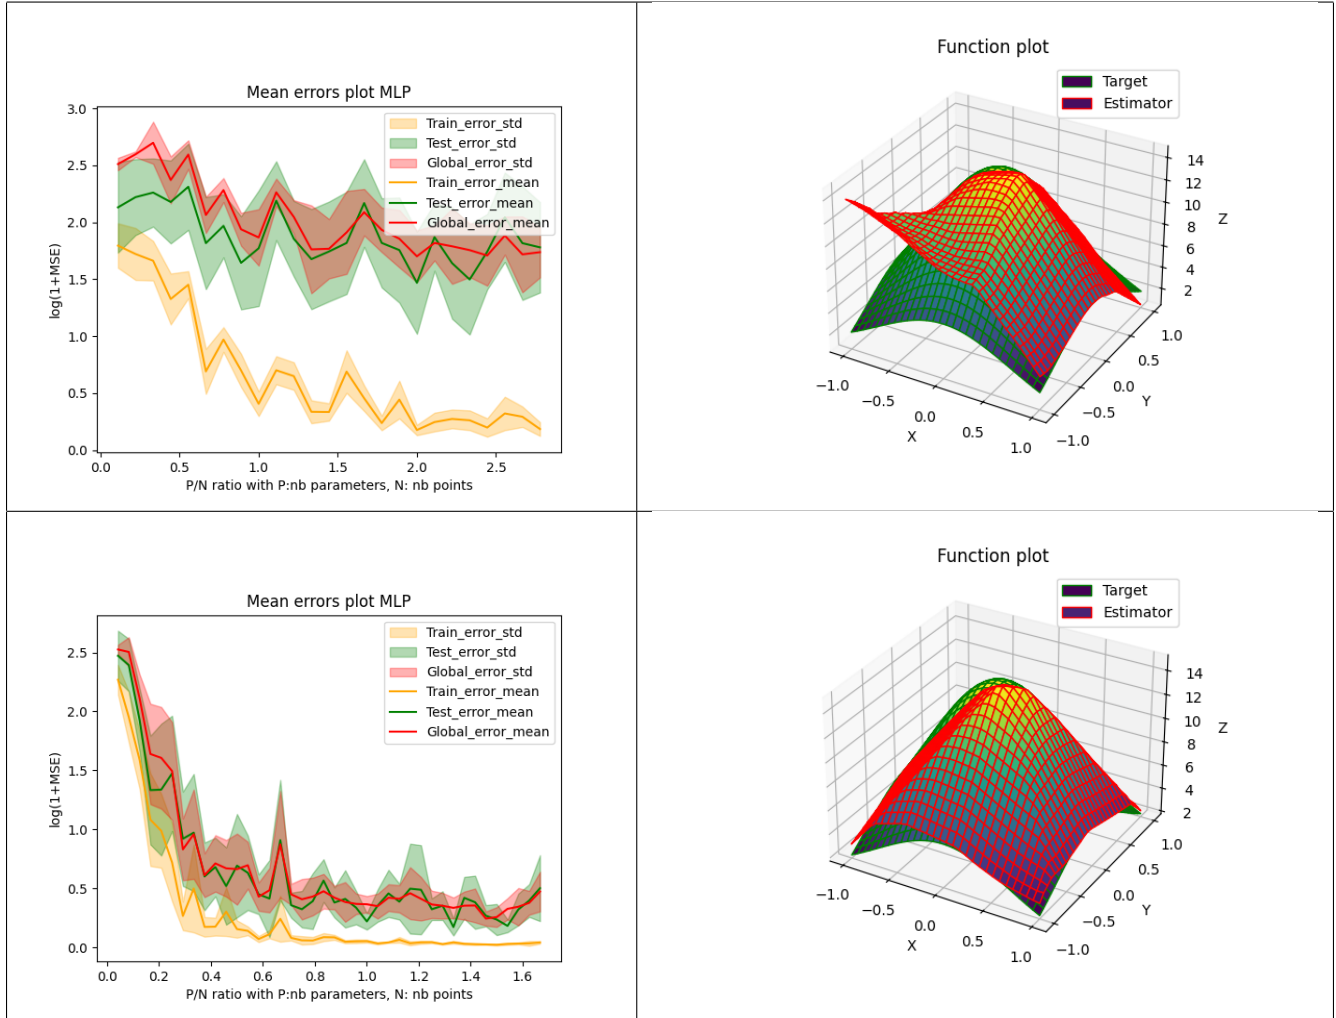 Mean errors plot MLP
Train_error_std
Test_error_std
Global_error_std
Train_error_mean
Test_error_mean
Global_error_mean
3.0
2.5
2.0
1.5
1.0
0.5
0.0
log(1+MSE)
0.0 0.5 1.0 1.5 2.0 2.5
P/N ratio with P:nb parameters, N: nb points
Function plot
Target
Estimator
14
12
10
8
6
4
2
Z
−1.0 −0.5 0.0 0.5 1.0
X
−1.0 −0.5 0.0 0.5 1.0
Y
Mean errors plot MLP
Train_error_std
Test_error_std
Global_error_std
Train_error_mean
Test_error_mean
Global_error_mean
2.5
2.0
1.5
1.0
0.5
0.0
log(1+MSE)
0.0 0.2 0.4 0.6 0.8 1.0 1.2 1.4 1.6
P/N ratio with P:nb parameters, N: nb points
Function plot
Target
Estimator
14
12
10
8
6
4
2
Z
−1.0 −0.5 0.0 0.5 1.0
X
−1.0 −0.5 0.0 0.5 1.0
Y